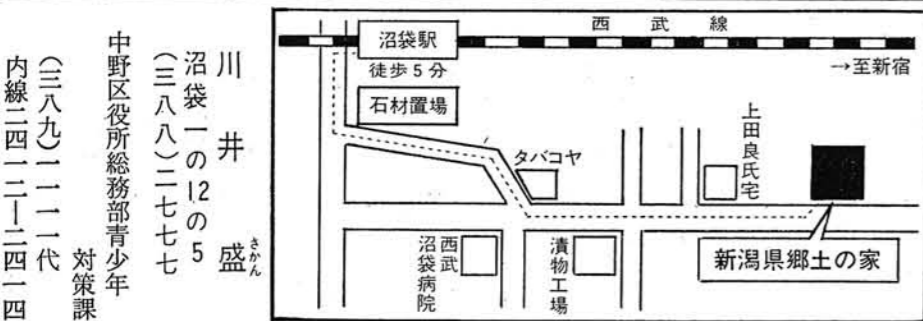 西武線
沼袋駅
→至新宿
徒歩5分
石材置場
上田良氏宅
タバコヤ
新潟県郷土の家
漬物工場
西武
沼袋病院
川井盛
さかん
沼袋一の12の5
(三八八)二七七七
中野区役所総務部青少年
対策課
(三八九)一一一一代
内線二四一二―二四一四